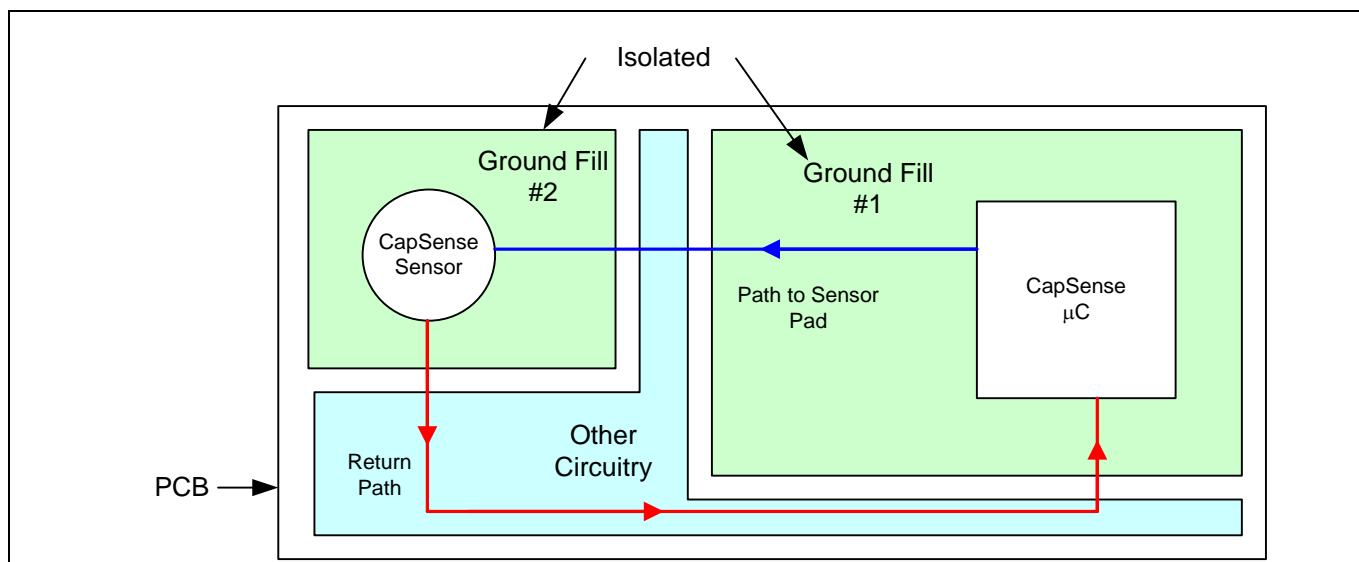 Isolated
Ground Fill
#2
Ground Fill
#1
CapSense
Sensor
Path to Sensor
Pad
CapSense
μC
Other
Circuitry
Return
Path
PCB